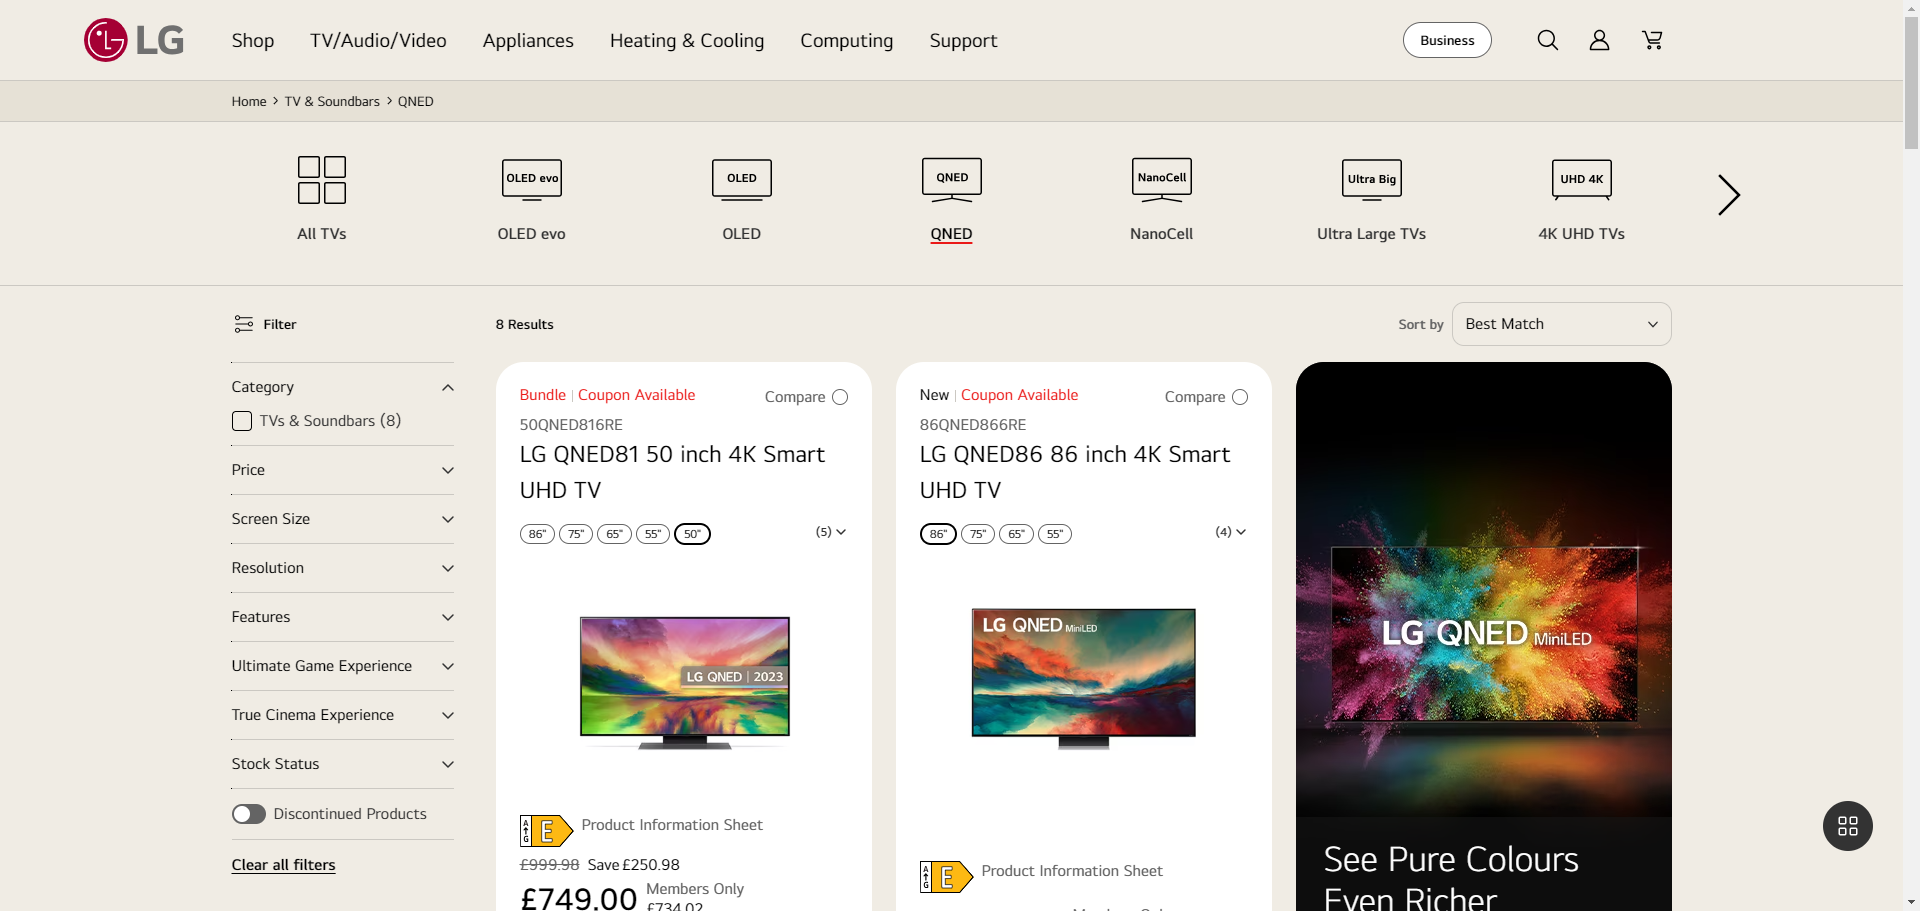 LG
Shop
TV/Audio/Video
Appliances
Heating & Cooling
Computing
Support
Business
Home > TV & Soundbars > QNED
OLED evo
OLED
QNED
NanoCell
Ultra Big
UHD 4K
All TVs
OLED evo
OLED
QNED
NanoCell
Ultra Large TVs
4K UHD TVs
Filter
8 Results
Sort by
Best Match
Category
TVs & Soundbars (8)
Price
Screen Size
Resolution
Features
Ultimate Game Experience
True Cinema Experience
Stock Status
Discontinued Products
Clear all filters
Bundle | Coupon Available
Compare
50QNED816RE
LG QNED81 50 inch 4K Smart
UHD TV
86" 75" 65" 55" 50"
(5)
LG QNED | 2023
A G E
Product Information Sheet
£999.98 Save £250.98
£749.00
Members Only
£734.02
New | Coupon Available
Compare
86QNED866RE
LG QNED86 86 inch 4K Smart
UHD TV
86" 75" 65" 55"
(4)
LG QNED MiniLED
A G E
Product Information Sheet
LG QNED MiniLED
See Pure Colours
Even Richer